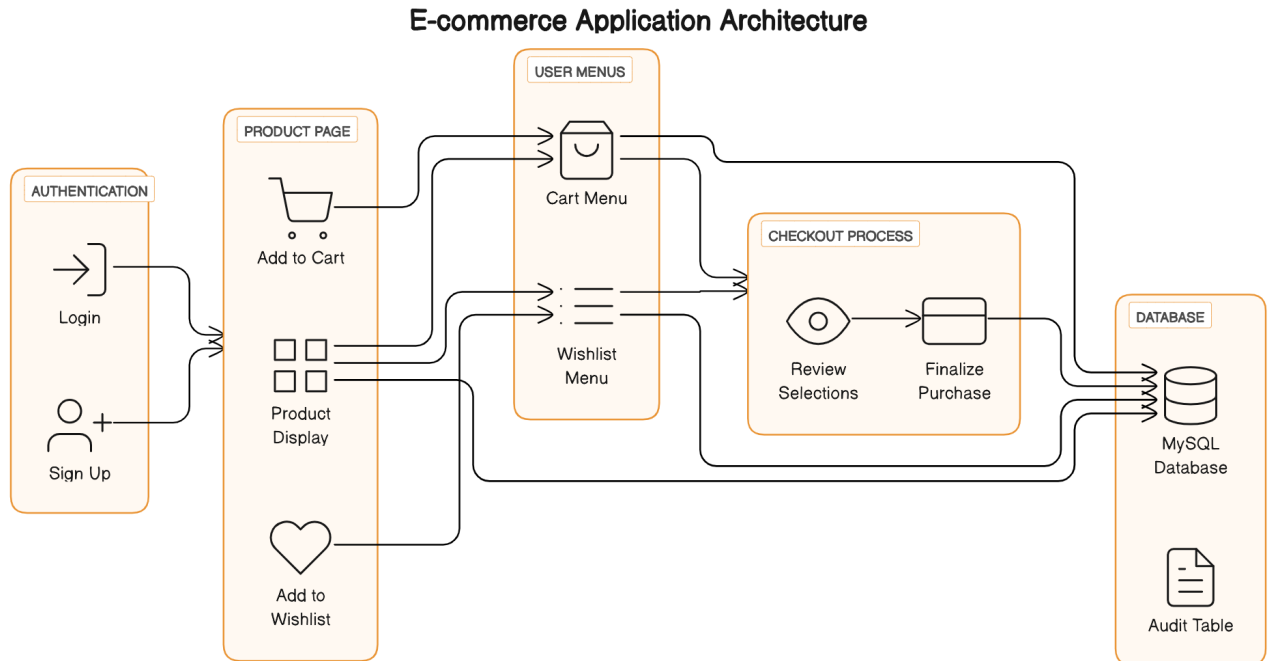 E-commerce Application Architecture
USER MENUS
PRODUCT PAGE
AUTHENTICATION
Cart Menu
CHECKOUT PROCESS
Add to Cart
Login
DATABASE
Wishlist
Menu
Review
Selections
Finalize
Purchase
Product
Display
MySQL
Database
Sign Up
Add to
Wishlist
Audit Table